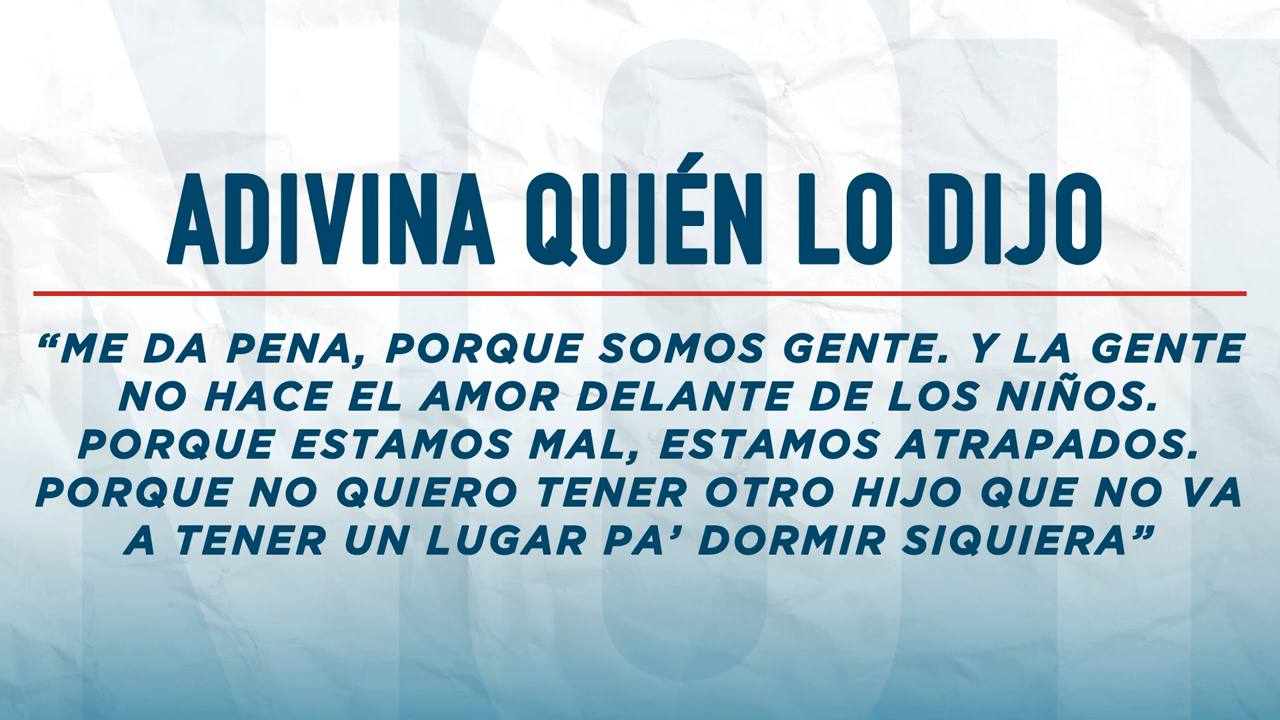 ADIVINA QUIÉN LO DIJO
“ME DA PENA, PORQUE SOMOS GENTE. Y LA GENTE
NO HACE EL AMOR DELANTE DE LOS NIÑOS.
PORQUE ESTAMOS MAL, ESTAMOS ATRAPADOS.
PORQUE NO QUIERO TENER OTRO HIJO QUE NO VA
A TENER UN LUGAR PA’ DORMIR SIQUIERA”